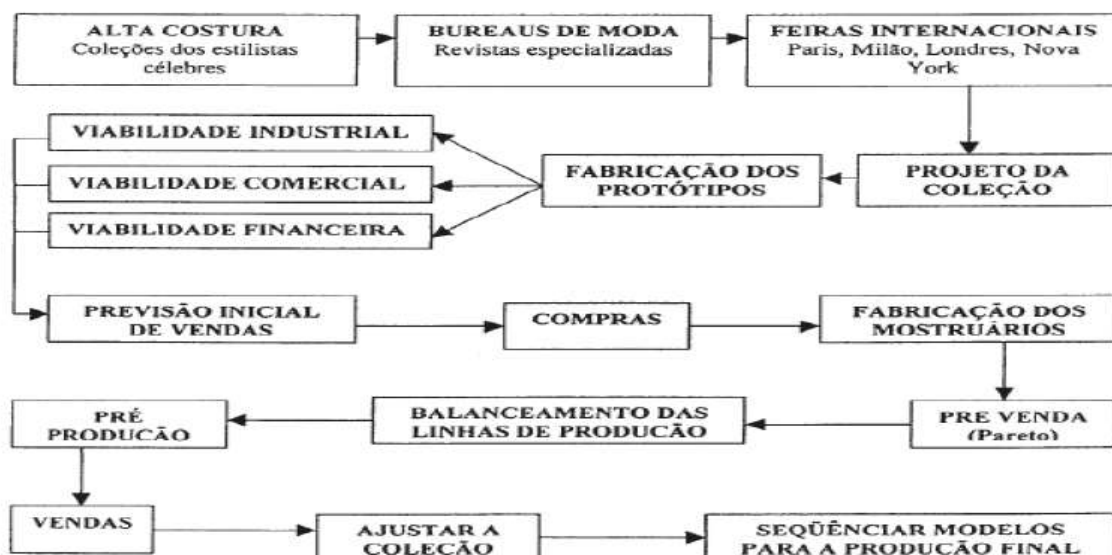 ALTA COSTURA
Coleções dos estilistas
célebres
BUREAUS DE MODA
Revistas especializadas
FEIRAS INTERNACIONAIS
Paris, Milão, Londres, Nova
York
PROJETO DA
COLEÇÃO
FABRICAÇÃO DOS
PROTÓTIPOS
VIABILIDADE INDUSTRIAL
VIABILIDADE COMERCIAL
VIABILIDADE FINANCEIRA
PREVISÃO INICIAL
DE VENDAS
COMPRAS
FABRICAÇÃO DOS
MOSTRUÁRIOS
PRE VENDA
(Pareto)
BALANCEAMENTO DAS
LINHAS DE PRODUCÃO
PRÉ
PRODUCÃO
VENDAS
AJUSTAR A
COLEÇÃO
SEQÜÊNCIAR MODELOS
PARA A PRODUCÃO FINAL